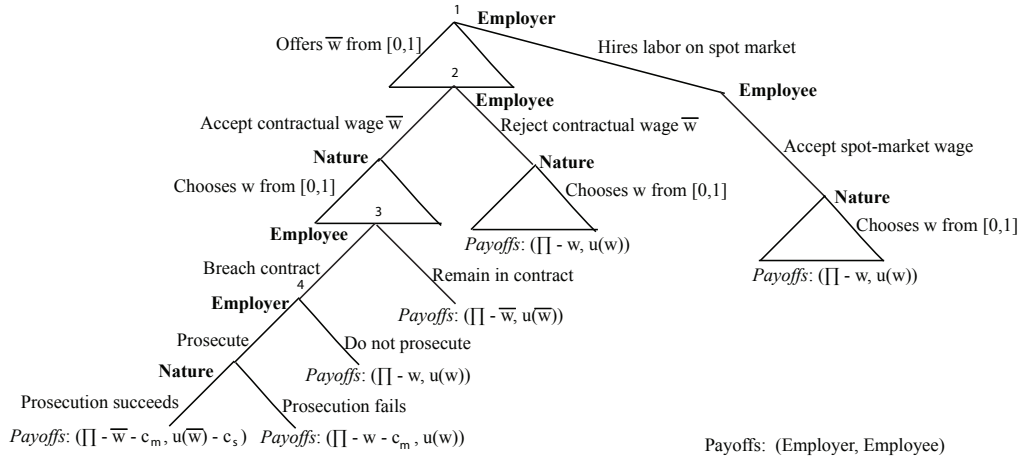 1
Employer
Offers w̅ from [0,1]
Hires labor on spot market
2
Employee
Employee
Accept contractual wage w̅
Reject contractual wage w̅
Accept spot-market wage
Nature
Nature
Chooses w from [0,1]
Chooses w from [0,1]
Nature
Chooses w from [0,1]
3
Employee
Payoffs: (∏ - w, u(w))
Breach contract
Remain in contract
Payoffs: (∏ - w, u(w))
4
Employer
Payoffs: (∏ - w̅, u(w̅))
Prosecute
Do not prosecute
Nature
Payoffs: (∏ - w, u(w))
Prosecution succeeds
Prosecution fails
Payoffs: (∏ - w̅ - cₘ, u(w̅) - cₛ)
Payoffs: (∏ - w - cₘ, u(w))
Payoffs: (Employer, Employee)